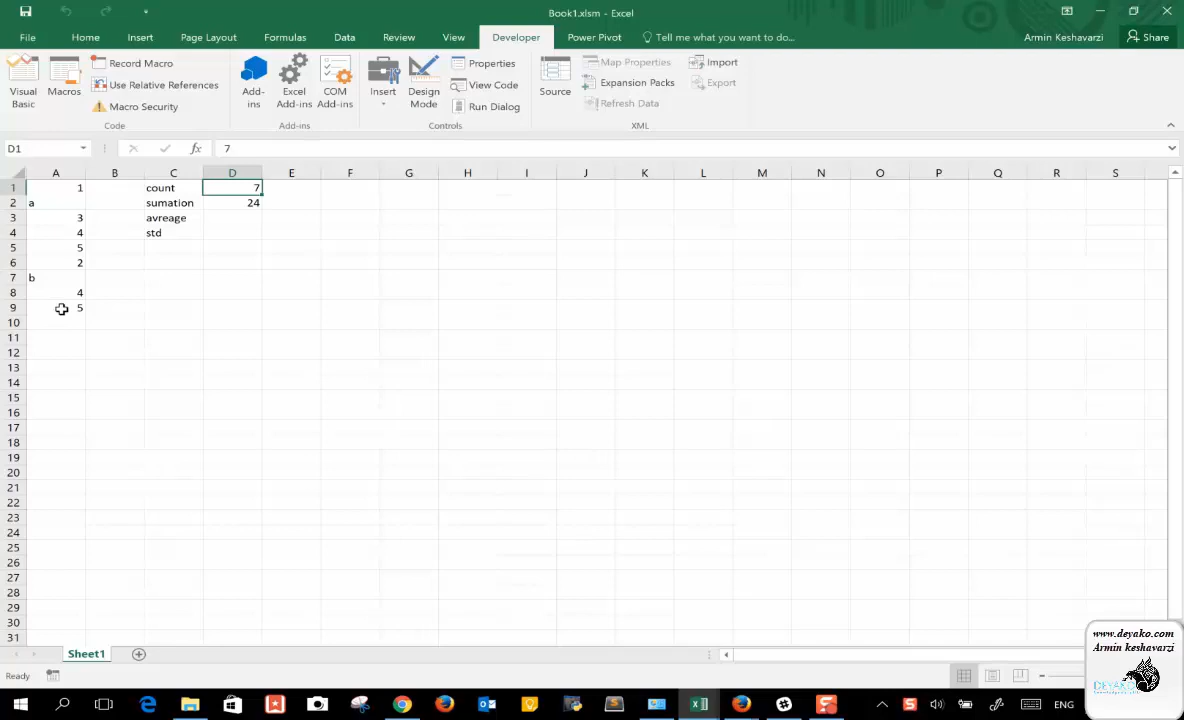 Book1.xlsm - Excel
File Home Insert Page Layout Formulas Data Review View Developer Power Pivot Tell me what you want to do... Armin Keshavarzi Share
Visual Basic
Macros
Record Macro
Use Relative References
Macro Security
Code
Add-ins
Excel Add-ins
COM Add-ins
Add-ins
Insert
Design Mode
Properties
View Code
Run Dialog
Controls
Source
Map Properties
Expansion Packs
Refresh Data
Import
Export
XML
D1 fx 7
A B C D E F G H I J K L M N O P Q R S
1 1 count 7
2 a sumation 24
3 3 avreage
4 4 std
5 5
6 2
7 b
8 4
9 5
10
11
12
13
14
15
16
17
18
19
20
21
22
23
24
25
26
27
28
29
30
31
Sheet1
Ready
www.deyako.com
Armin keshavarzi
DEYAKO
ENG